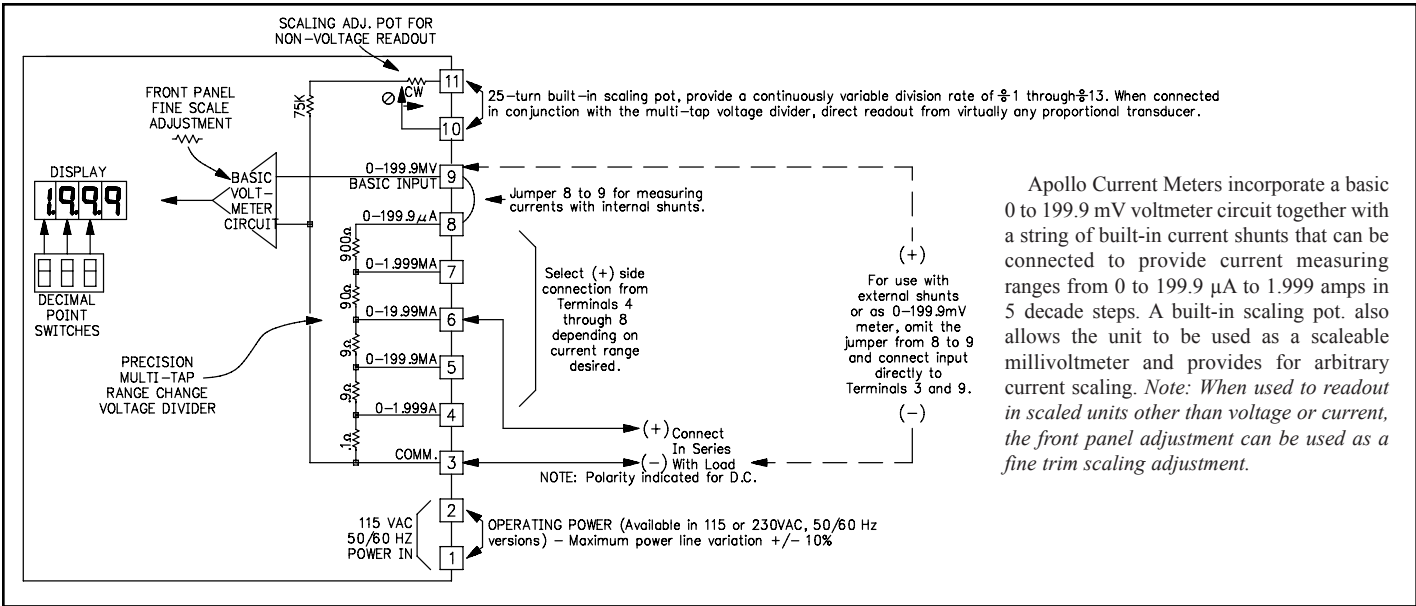 SCALING ADJ. POT FOR
NON-VOLTAGE READOUT
75K
CW
11
10
25-turn built-in scaling pot, provide a continuously variable division rate of ÷1 through ÷13. When connected
in conjunction with the multi-tap voltage divider, direct readout from virtually any proportional transducer.
FRONT PANEL
FINE SCALE
ADJUSTMENT
DISPLAY
1.9.9.9
BASIC
VOLT-
METER
CIRCUIT
DECIMAL
POINT
SWITCHES
PRECISION
MULTI-TAP
RANGE CHANGE
VOLTAGE DIVIDER
0-199.9MV
BASIC INPUT
9
Jumper 8 to 9 for measuring
currents with internal shunts.
0-199.9µA
8
900Ω
0-1.999MA
7
90Ω
0-19.99MA
6
9Ω
0-199.9MA
5
.9Ω
0-1.999A
4
.1Ω
COMM.
3
Select (+) side
connection from
Terminals 4
through 8
depending on
current range
desired.
(+) Connect
In Series
(-) With Load
NOTE: Polarity indicated for D.C.
(+)
For use with
external shunts
or as 0-199.9mV
meter, omit the
jumper from 8 to 9
and connect input
directly to
Terminals 3 and 9.
(-)
115 VAC
50/60 HZ
POWER IN
2
1
OPERATING POWER (Available in 115 or 230VAC, 50/60 Hz
versions) - Maximum power line variation +/- 10%
Apollo Current Meters incorporate a basic
0 to 199.9 mV voltmeter circuit together with
a string of built-in current shunts that can be
connected to provide current measuring
ranges from 0 to 199.9 µA to 1.999 amps in
5 decade steps. A built-in scaling pot. also
allows the unit to be used as a scaleable
millivoltmeter and provides for arbitrary
current scaling. Note: When used to readout
in scaled units other than voltage or current,
the front panel adjustment can be used as a
fine trim scaling adjustment.